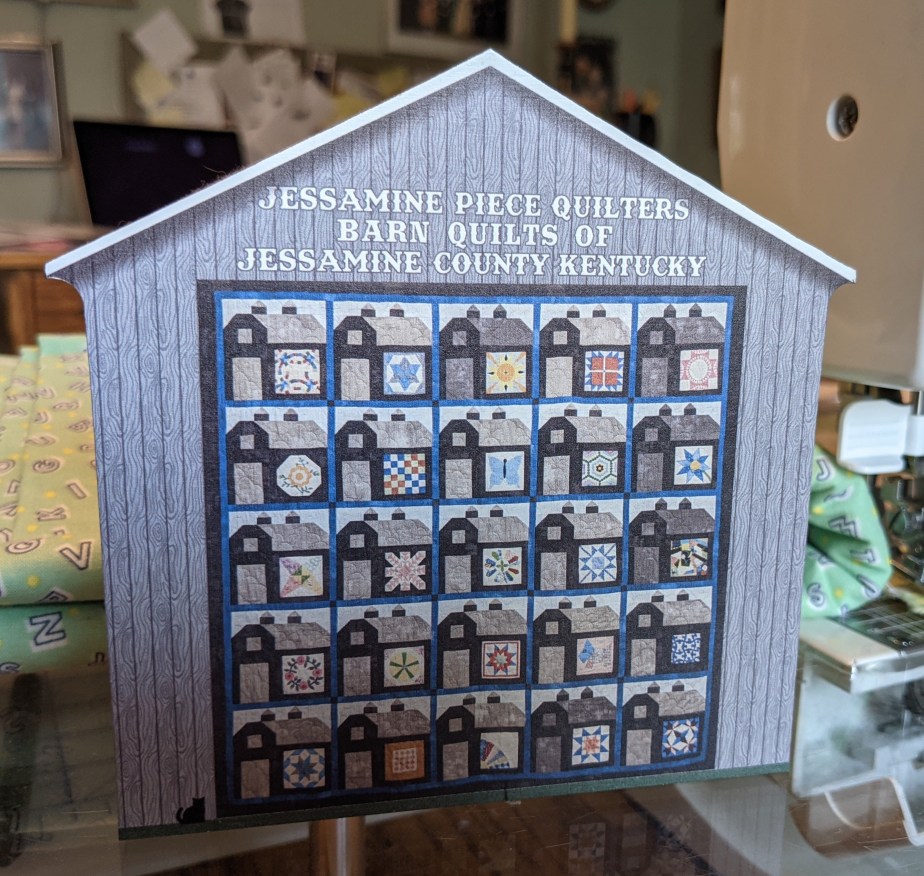 JESSAMINE PIECE QUILTERS
BARN QUILTS OF
JESSAMINE COUNTY KENTUCKY